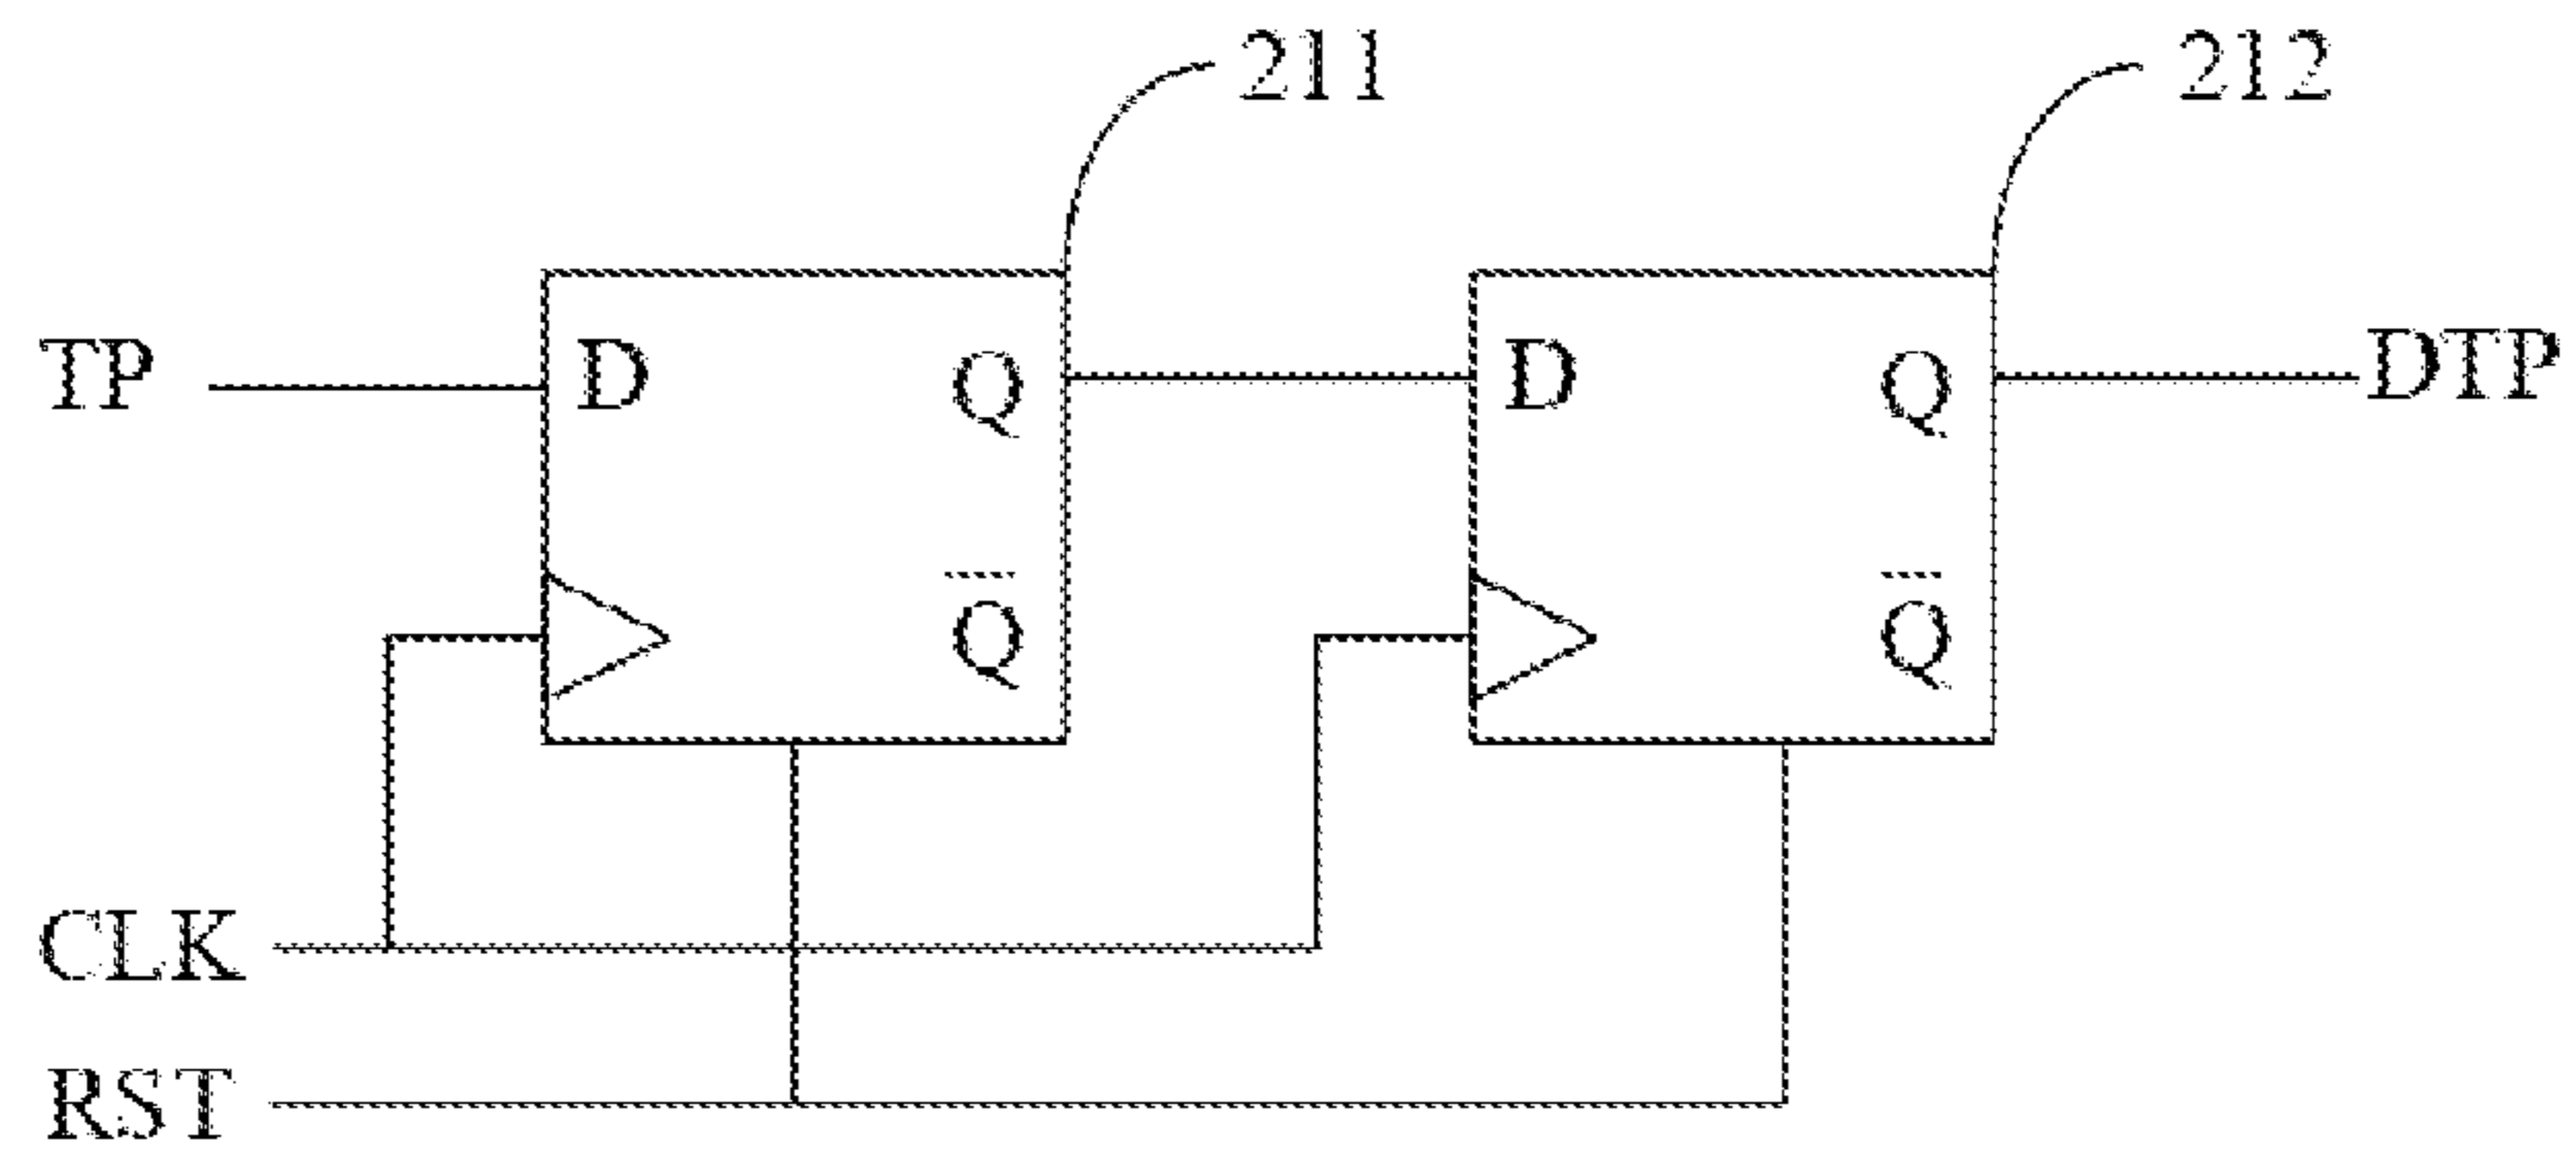 211 212
TP D Q D Q DTP
Q̅ Q̅
CLK
RST